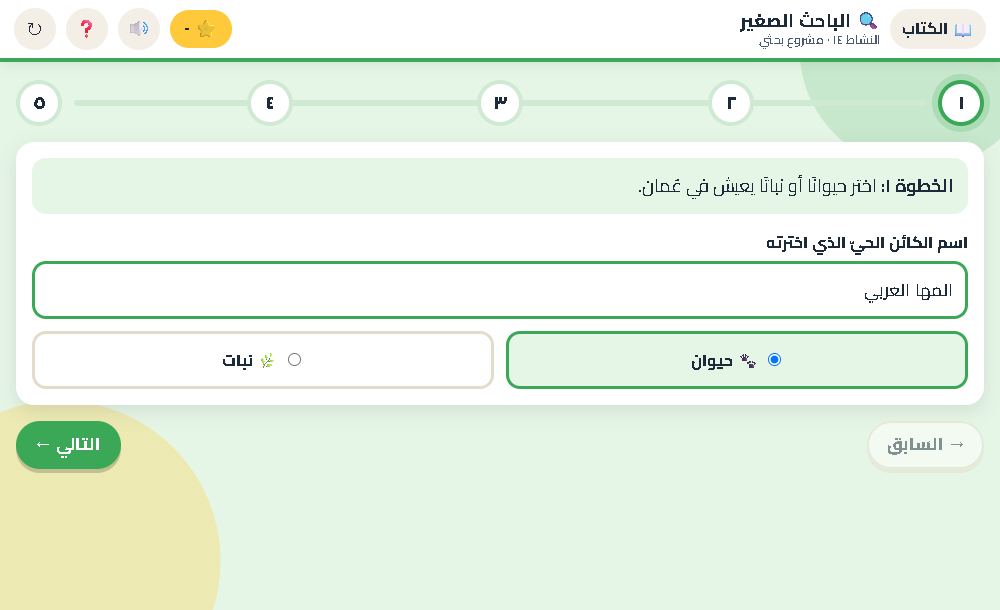 📖 الكتاب
🔍 الباحث الصغير
النشاط ١٤ · مشروع بحثي
⭐ -
🔊
❓
↻
١
٢
٣
٤
٥
الخطوة ١: اختر حيوانًا أو نباتًا يعيش في عُمان.
اسم الكائن الحيّ الذي اخترته
المها العربي
🐾 حيوان
🌿 نبات
→ السابق
التالي ←